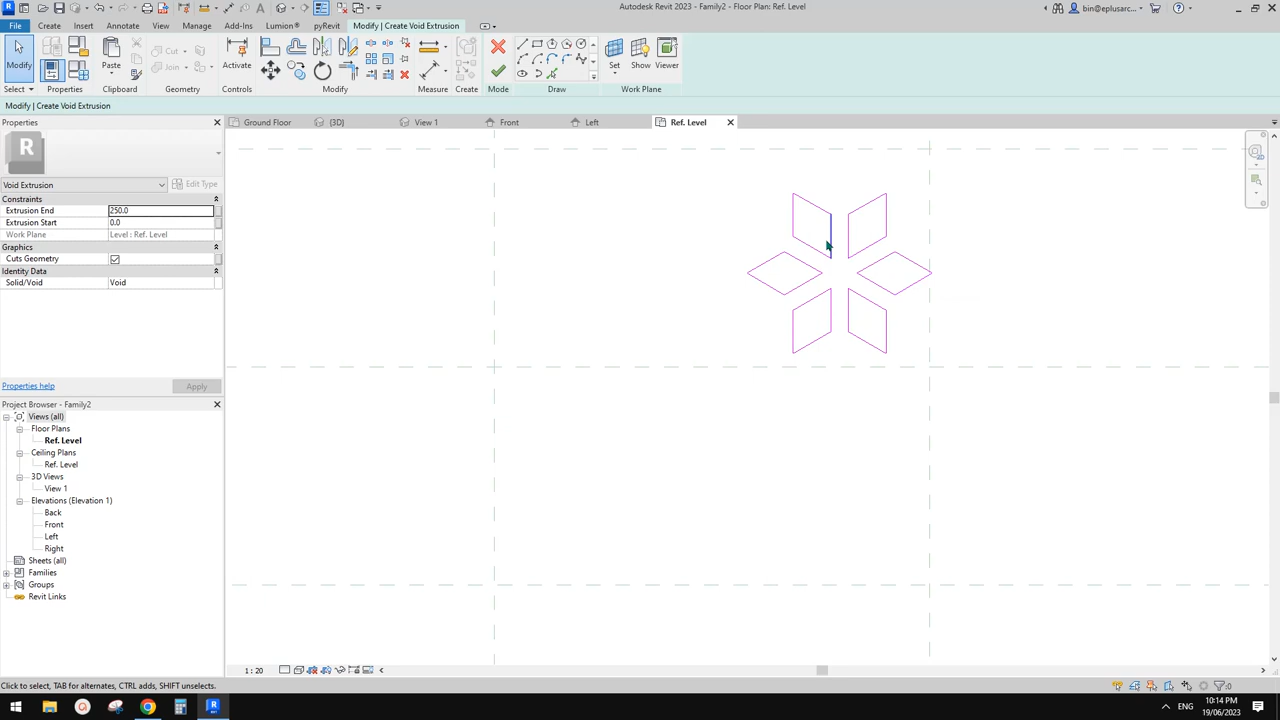 Autodesk Revit 2023 - Family2 - Floor Plan: Ref. Level
bin@eplusarc...
File Create Insert Annotate View Manage Add-Ins Lumion® pyRevit Modify | Create Void Extrusion
Modify Paste Cut Join Activate Create Set Show Viewer
Select Properties Clipboard Geometry Controls Modify Measure Create Mode Draw Work Plane
Modify | Create Void Extrusion
Properties
Ground Floor {3D} View 1 Front Left Ref. Level
R
Void Extrusion Edit Type
Constraints
Extrusion End 250.0
Extrusion Start 0.0
Work Plane Level : Ref. Level
Graphics
Cuts Geometry
Identity Data
Solid/Void Void
Properties help Apply
Project Browser - Family2
Views (all)
Floor Plans
Ref. Level
Ceiling Plans
Ref. Level
3D Views
View 1
Elevations (Elevation 1)
Back
Front
Left
Right
Sheets (all)
Families
Groups
Revit Links
1 : 20
Click to select, TAB for alternates, CTRL adds, SHIFT unselects. :0
ENG 10:14 PM
19/06/2023